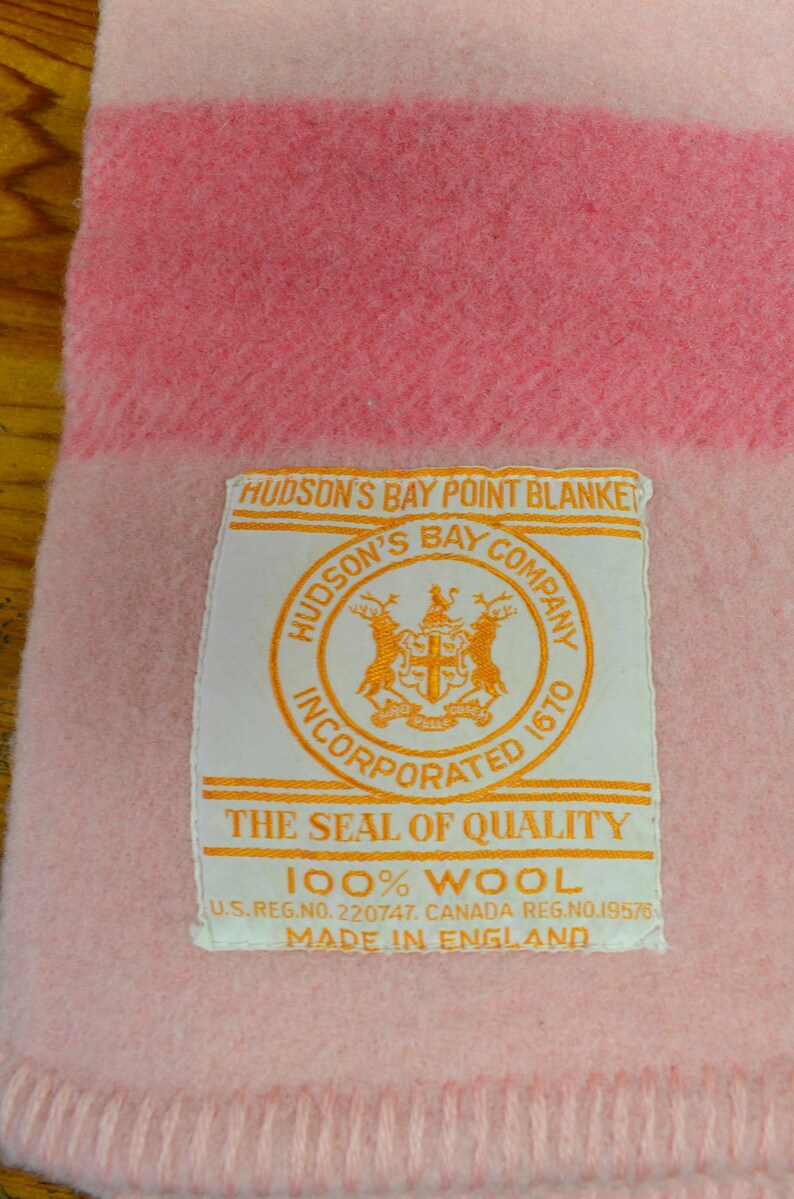 HUDSON'S BAY POINT BLANKET
HUDSON'S BAY COMPANY
INCORPORATED 1670
THE SEAL OF QUALITY
100% WOOL
U.S. REG. NO. 220747. CANADA REG. NO. 19576
MADE IN ENGLAND